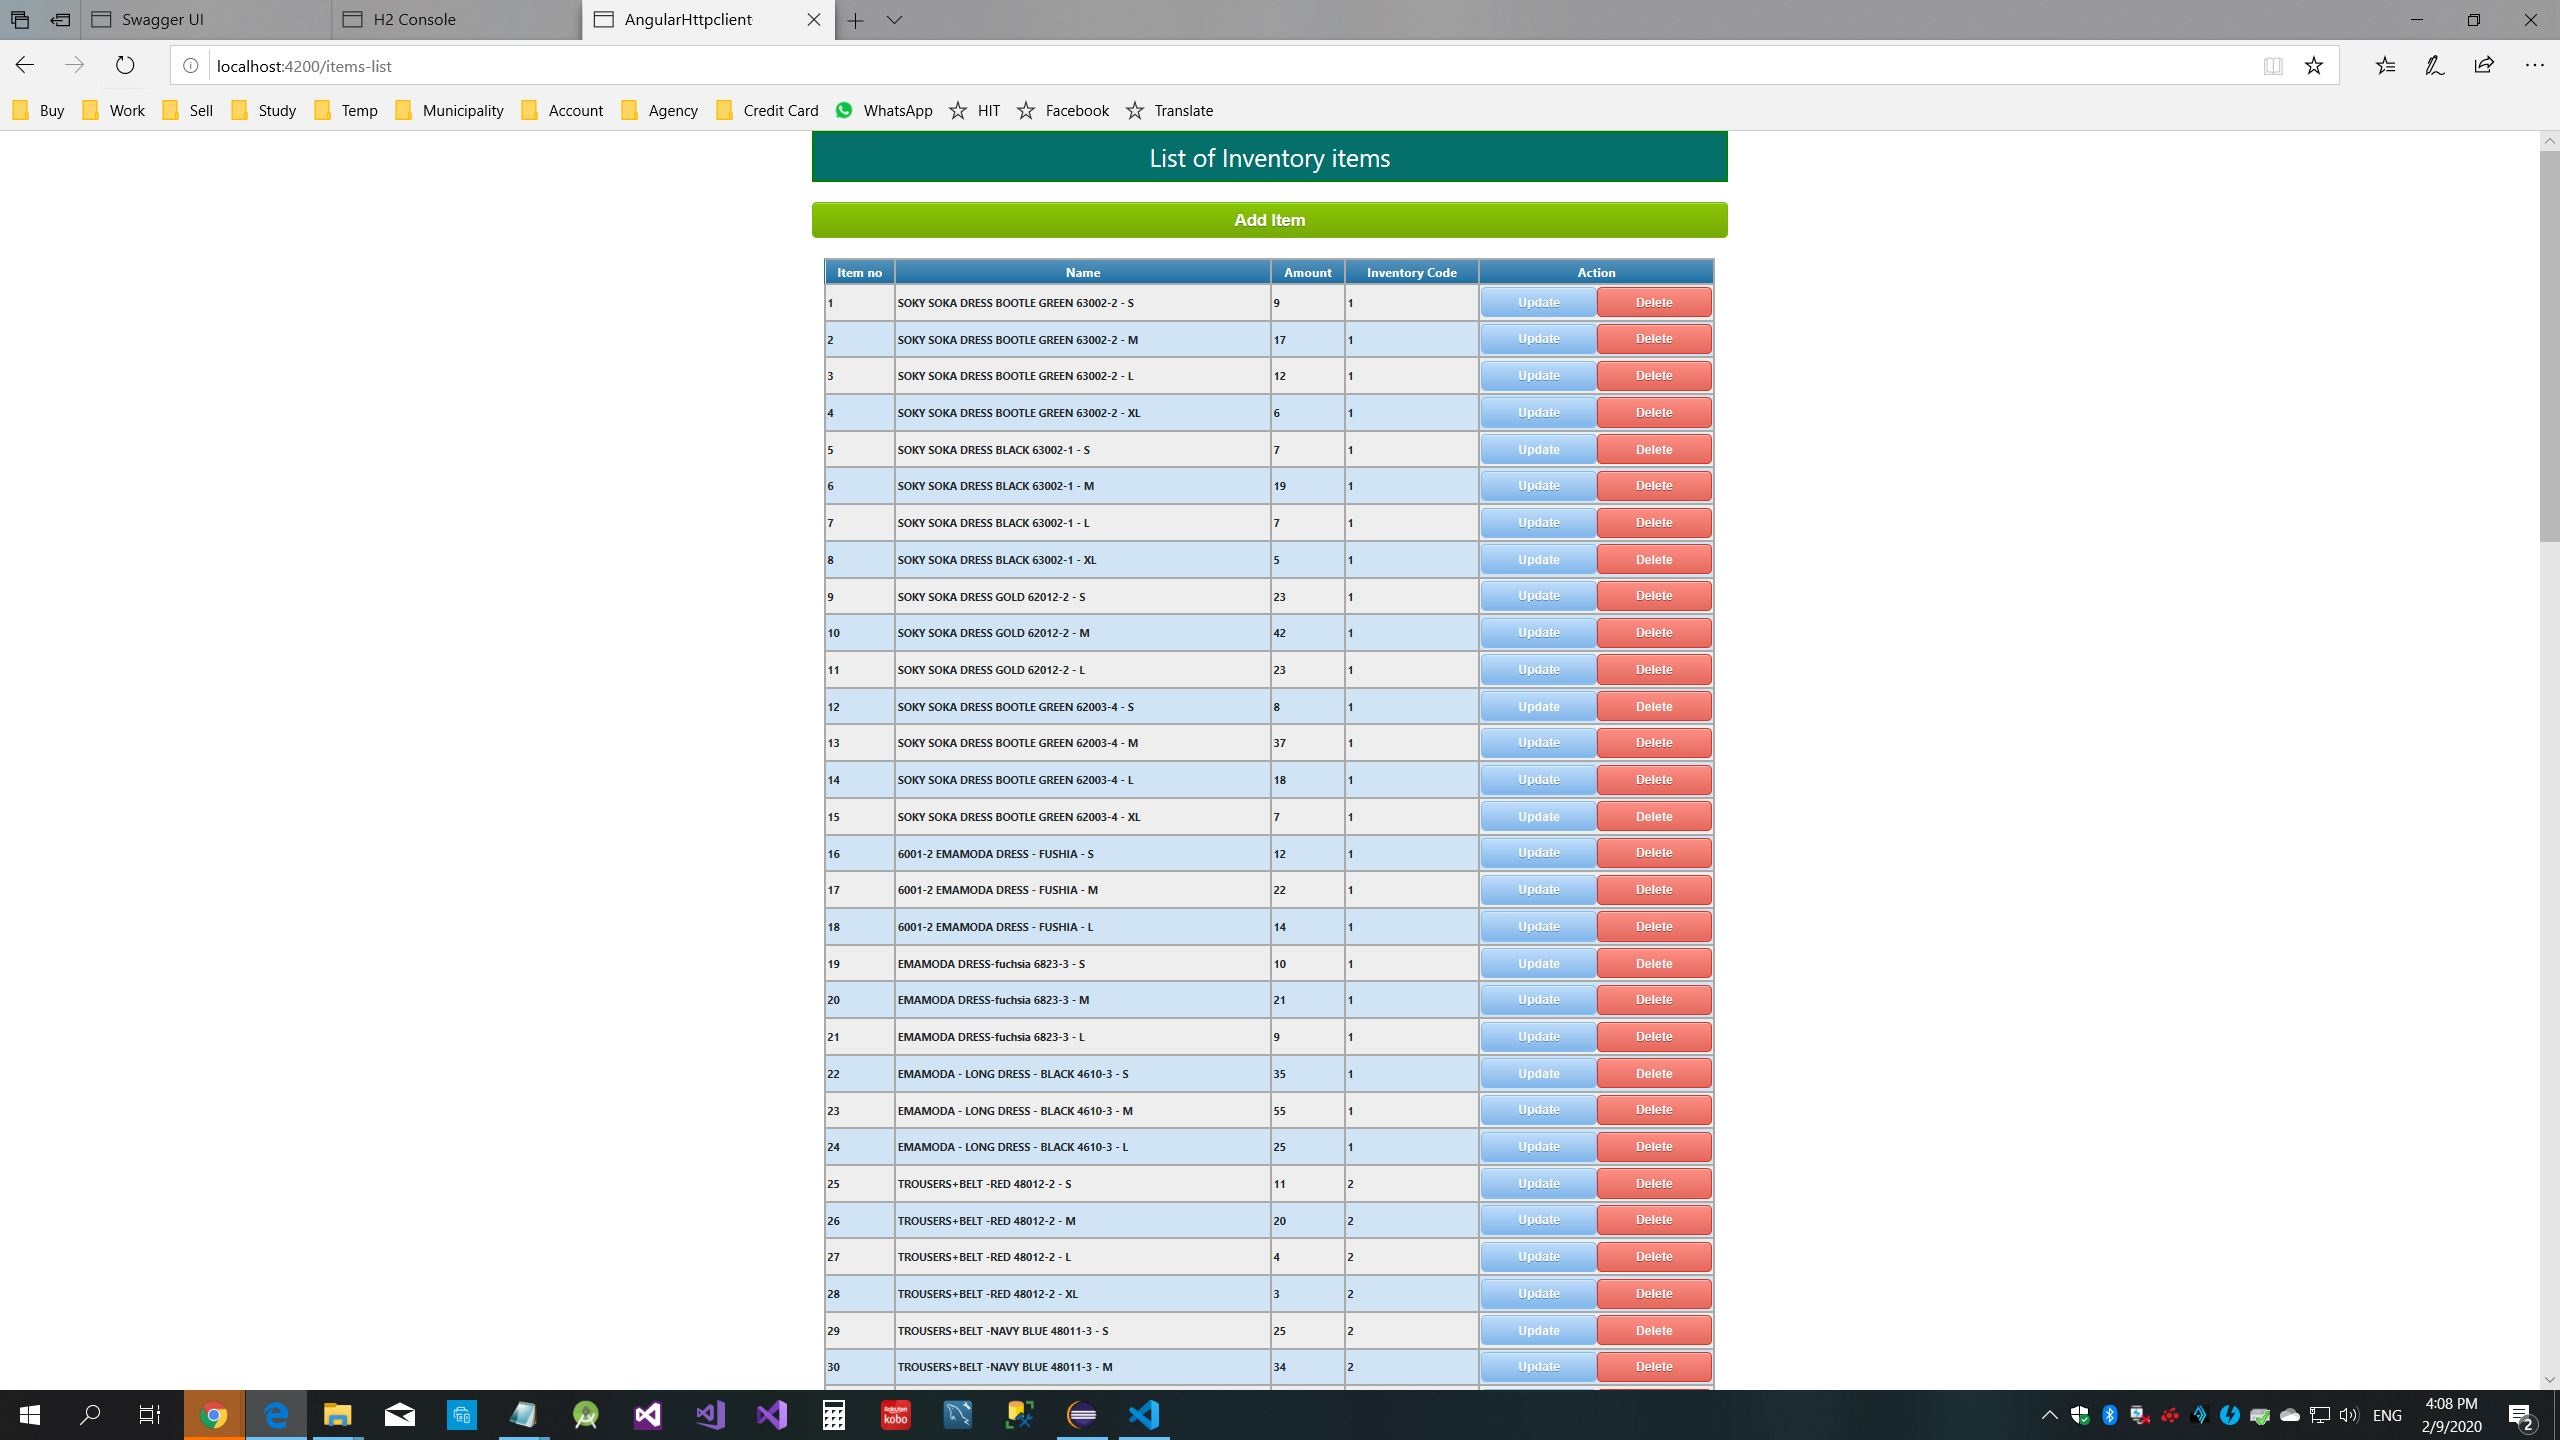 Swagger UI H2 Console AngularHttpclient
localhost:4200/items-list
Buy Work Sell Study Temp Municipality Account Agency Credit Card WhatsApp HIT Facebook Translate
List of Inventory items
Add Item
Item no Name Amount Inventory Code Action
1 SOKY SOKA DRESS BOOTLE GREEN 63002-2 - S 9 1 Update Delete
2 SOKY SOKA DRESS BOOTLE GREEN 63002-2 - M 17 1 Update Delete
3 SOKY SOKA DRESS BOOTLE GREEN 63002-2 - L 12 1 Update Delete
4 SOKY SOKA DRESS BOOTLE GREEN 63002-2 - XL 6 1 Update Delete
5 SOKY SOKA DRESS BLACK 63002-1 - S 7 1 Update Delete
6 SOKY SOKA DRESS BLACK 63002-1 - M 19 1 Update Delete
7 SOKY SOKA DRESS BLACK 63002-1 - L 7 1 Update Delete
8 SOKY SOKA DRESS BLACK 63002-1 - XL 5 1 Update Delete
9 SOKY SOKA DRESS GOLD 62012-2 - S 23 1 Update Delete
10 SOKY SOKA DRESS GOLD 62012-2 - M 42 1 Update Delete
11 SOKY SOKA DRESS GOLD 62012-2 - L 23 1 Update Delete
12 SOKY SOKA DRESS BOOTLE GREEN 62003-4 - S 8 1 Update Delete
13 SOKY SOKA DRESS BOOTLE GREEN 62003-4 - M 37 1 Update Delete
14 SOKY SOKA DRESS BOOTLE GREEN 62003-4 - L 18 1 Update Delete
15 SOKY SOKA DRESS BOOTLE GREEN 62003-4 - XL 7 1 Update Delete
16 6001-2 EMAMODA DRESS - FUSHIA - S 12 1 Update Delete
17 6001-2 EMAMODA DRESS - FUSHIA - M 22 1 Update Delete
18 6001-2 EMAMODA DRESS - FUSHIA - L 14 1 Update Delete
19 EMAMODA DRESS-fuchsia 6823-3 - S 10 1 Update Delete
20 EMAMODA DRESS-fuchsia 6823-3 - M 21 1 Update Delete
21 EMAMODA DRESS-fuchsia 6823-3 - L 9 1 Update Delete
22 EMAMODA - LONG DRESS - BLACK 4610-3 - S 35 1 Update Delete
23 EMAMODA - LONG DRESS - BLACK 4610-3 - M 55 1 Update Delete
24 EMAMODA - LONG DRESS - BLACK 4610-3 - L 25 1 Update Delete
25 TROUSERS+BELT -RED 48012-2 - S 11 2 Update Delete
26 TROUSERS+BELT -RED 48012-2 - M 20 2 Update Delete
27 TROUSERS+BELT -RED 48012-2 - L 4 2 Update Delete
28 TROUSERS+BELT -RED 48012-2 - XL 3 2 Update Delete
29 TROUSERS+BELT -NAVY BLUE 48011-3 - S 25 2 Update Delete
30 TROUSERS+BELT -NAVY BLUE 48011-3 - M 34 2 Update Delete
Rakuten
kobo
ENG
4:08 PM
2/9/2020
2